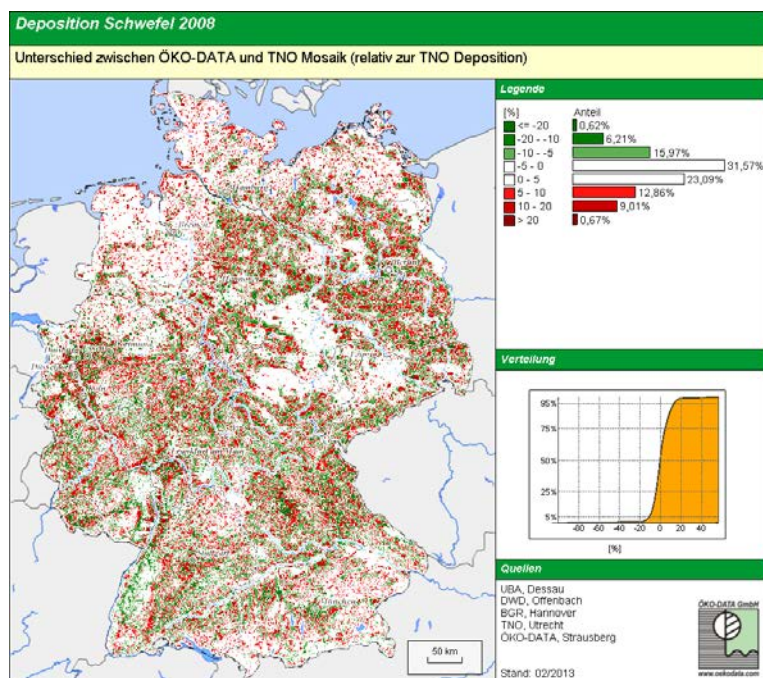 Deposition Schwefel 2008
Unterschied zwischen ÖKO-DATA und TNO Mosaik (relativ zur TNO Deposition)
Legende
[%] Anteil
<= -20 0,62%
-20 - -10 6,21%
-10 - -5 15,97%
-5 - 0 31,57%
0 - 5 23,09%
5 - 10 12,86%
10 - 20 9,01%
> 20 0,67%
Verteilung
95%
75%
50%
25%
5%
-80 -60 -40 -20 0 20 40
[%]
Quellen
UBA, Dessau
DWD, Offenbach
BGR, Hannover
TNO, Utrecht
ÖKO-DATA, Strausberg
Stand: 02/2013
ÖKO-DATA GmbH
www.oekodata.com
50 km